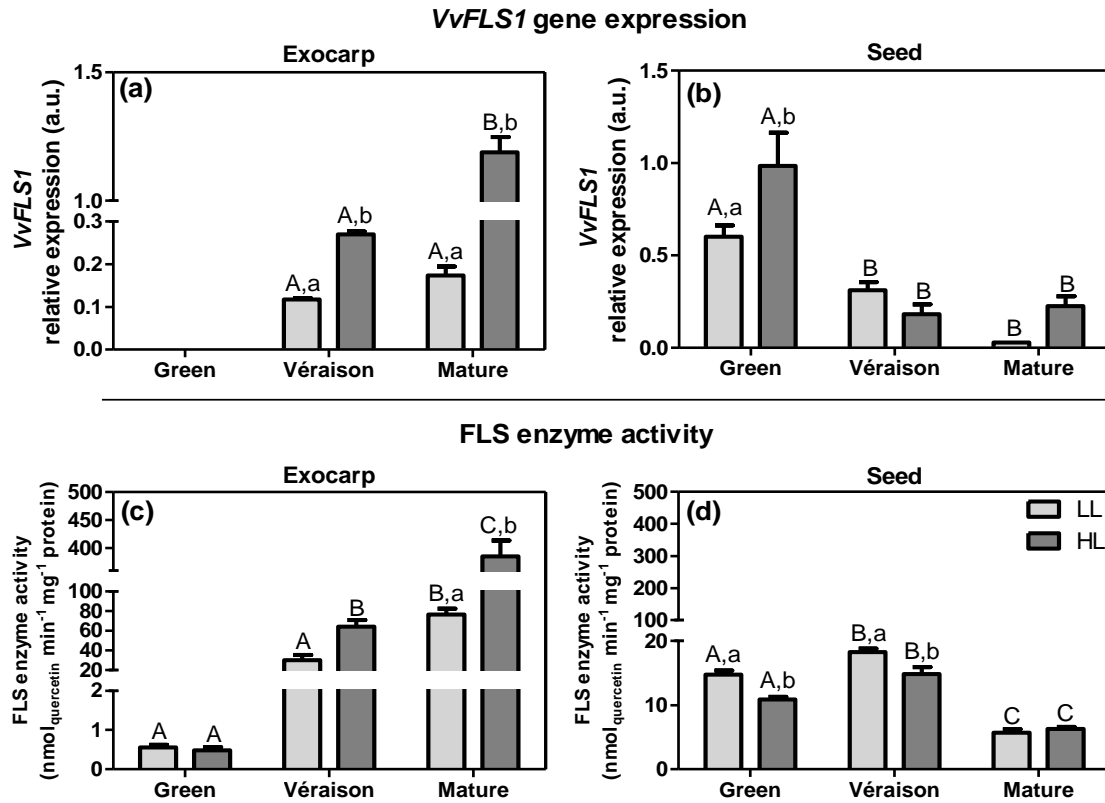 VvFLS1 gene expression
Exocarp
(a)
VvFLS1
relative expression (a.u.)
1.5
1.0
0.3
0.2
0.1
0.0
A,a
A,b
A,a
B,b
Green Véraison Mature
Seed
(b)
VvFLS1
relative expression (a.u.)
1.5
1.0
0.5
0.0
A,a
A,b
B
B
B
B
Green Véraison Mature
FLS enzyme activity
Exocarp
(c)
FLS enzyme activity
(nmolquercetin min-1 mg-1 protein)
500
450
400
100
80
60
40
20
2
1
0
A
A
A
B
B,a
C,b
Green Véraison Mature
Seed
(d)
FLS enzyme activity
(nmolquercetin min-1 mg-1 protein)
500
400
300
200
100
20
10
0
LL
HL
A,a
A,b
B,a
B,b
C
C
Green Véraison Mature